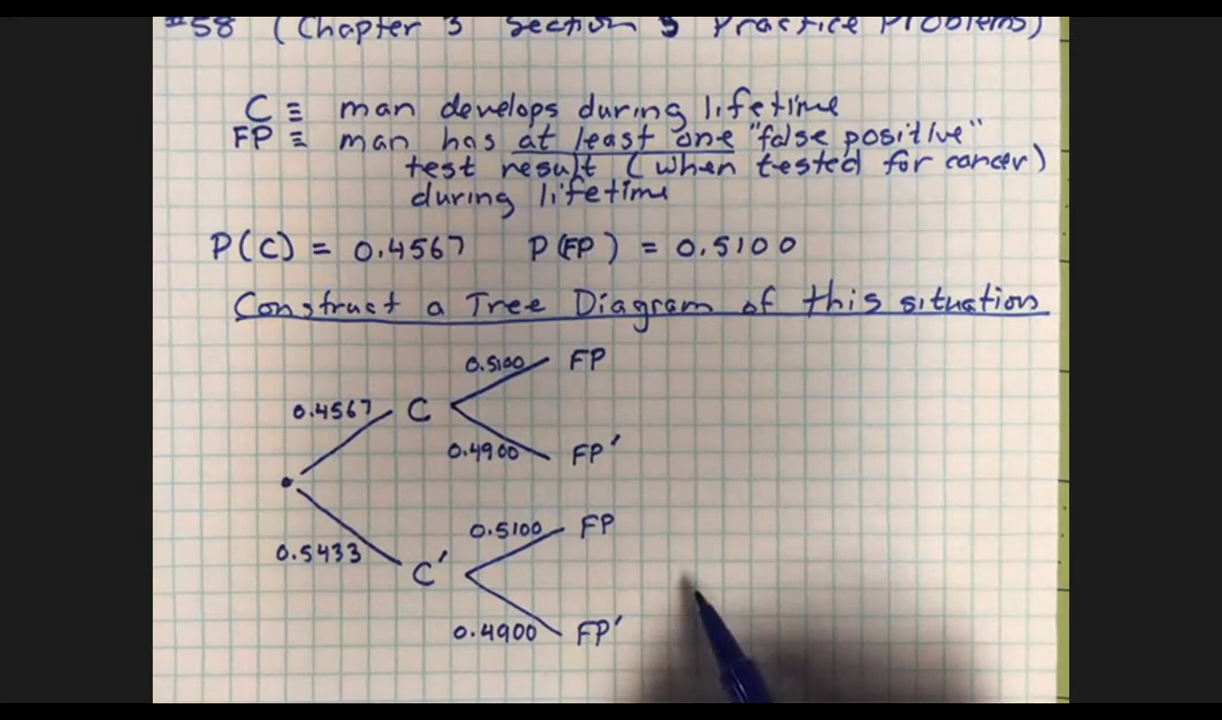 #58 (Chapter 3 Section 3 Practice Problems)
C ≡ man develops during lifetime
FP ≡ man has at least one "false positive"
test result (when tested for cancer)
during lifetime
P(C) = 0.4567 P(FP) = 0.5100
Construct a Tree Diagram of this situation
0.5100 FP
0.4567 C
0.4900 FP'
0.5100 FP
0.5433 C'
0.4900 FP'